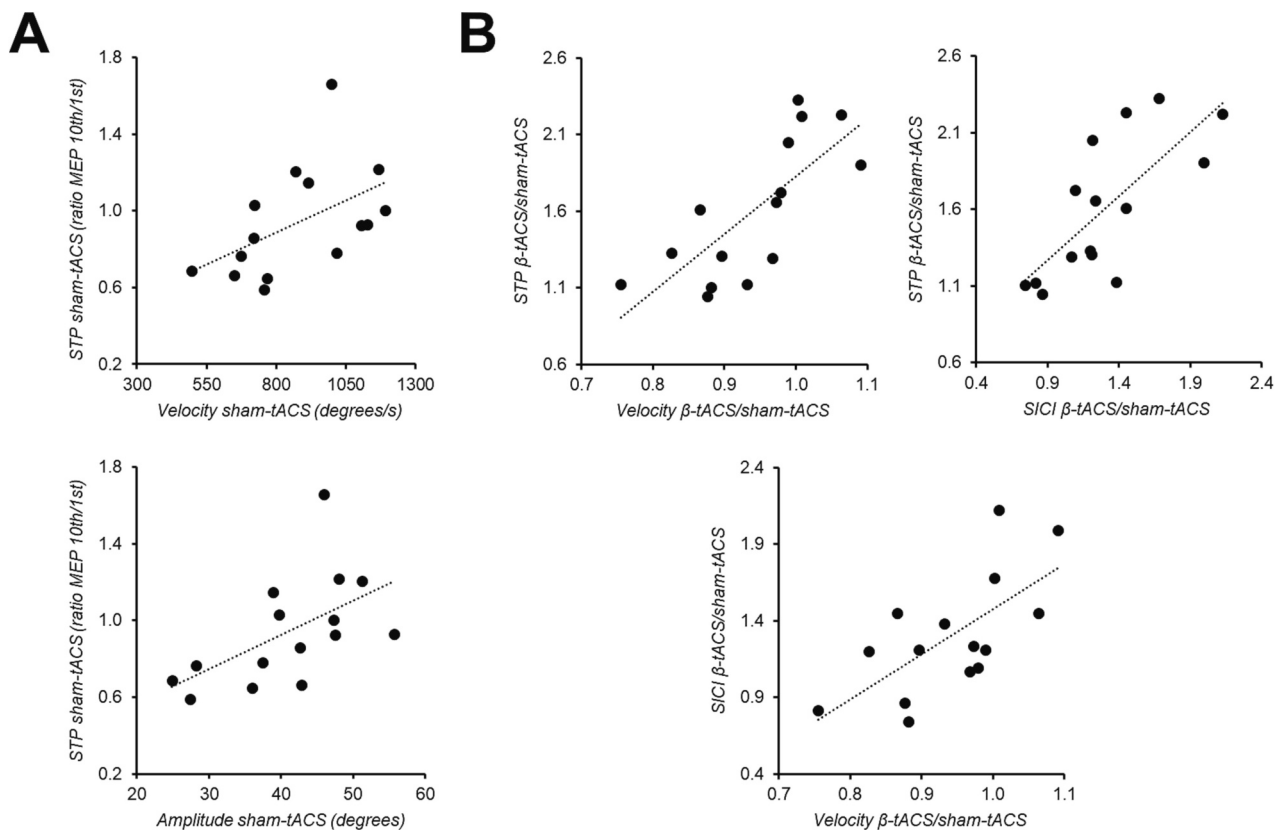 A
B
STP sham-tACS (ratio MEP 10th/1st)
1.8
1.4
1.0
0.6
0.2
300 550 800 1050 1300
Velocity sham-tACS (degrees/s)
STP β-tACS/sham-tACS
2.6
2.1
1.6
1.1
0.6
0.7 0.8 0.9 1.0 1.1
Velocity β-tACS/sham-tACS
STP β-tACS/sham-tACS
2.6
2.1
1.6
1.1
0.6
0.4 0.9 1.4 1.9 2.4
SICI β-tACS/sham-tACS
STP sham-tACS (ratio MEP 10th/1st)
1.8
1.4
1.0
0.6
0.2
20 30 40 50 60
Amplitude sham-tACS (degrees)
SICI β-tACS/sham-tACS
2.4
1.9
1.4
0.9
0.4
0.7 0.8 0.9 1.0 1.1
Velocity β-tACS/sham-tACS